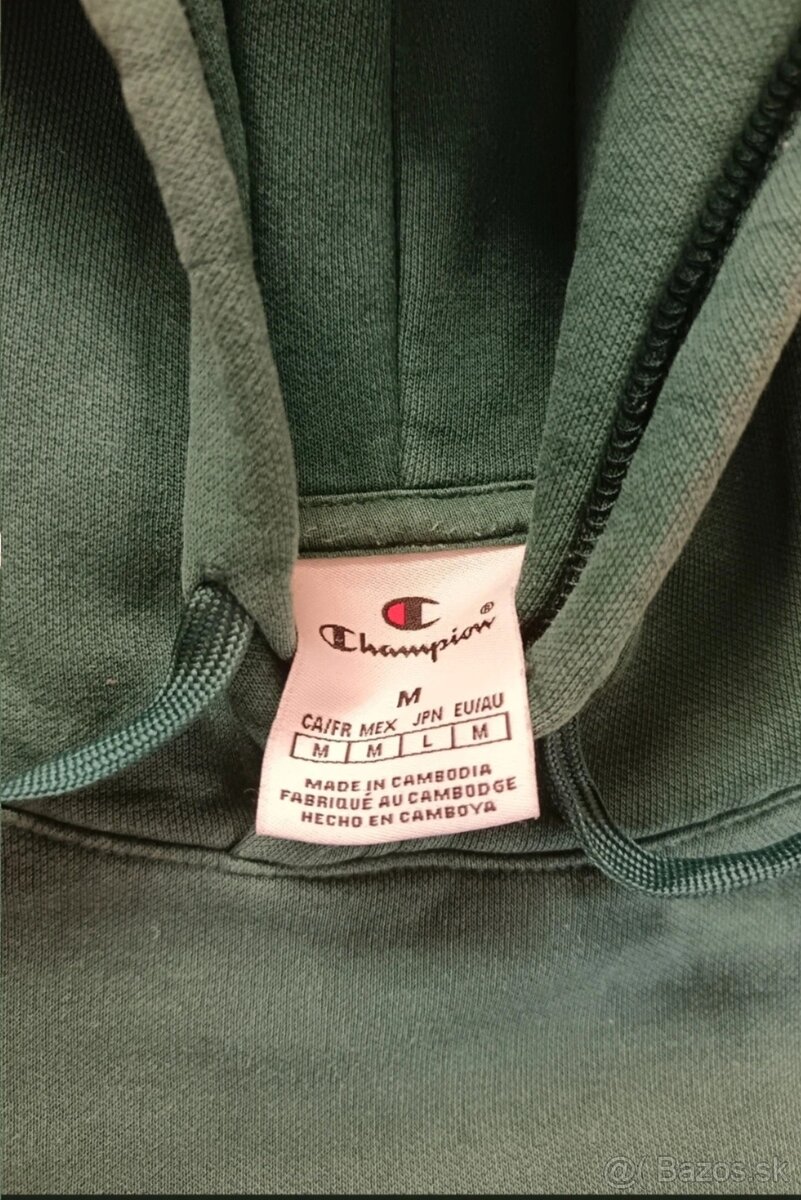 Champion®
M
CA/FR MEX JPN EU/AU
M M L M
MADE IN CAMBODIA
FABRIQUÉ AU CAMBODGE
HECHO EN CAMBOYA
@( Bazos.sk